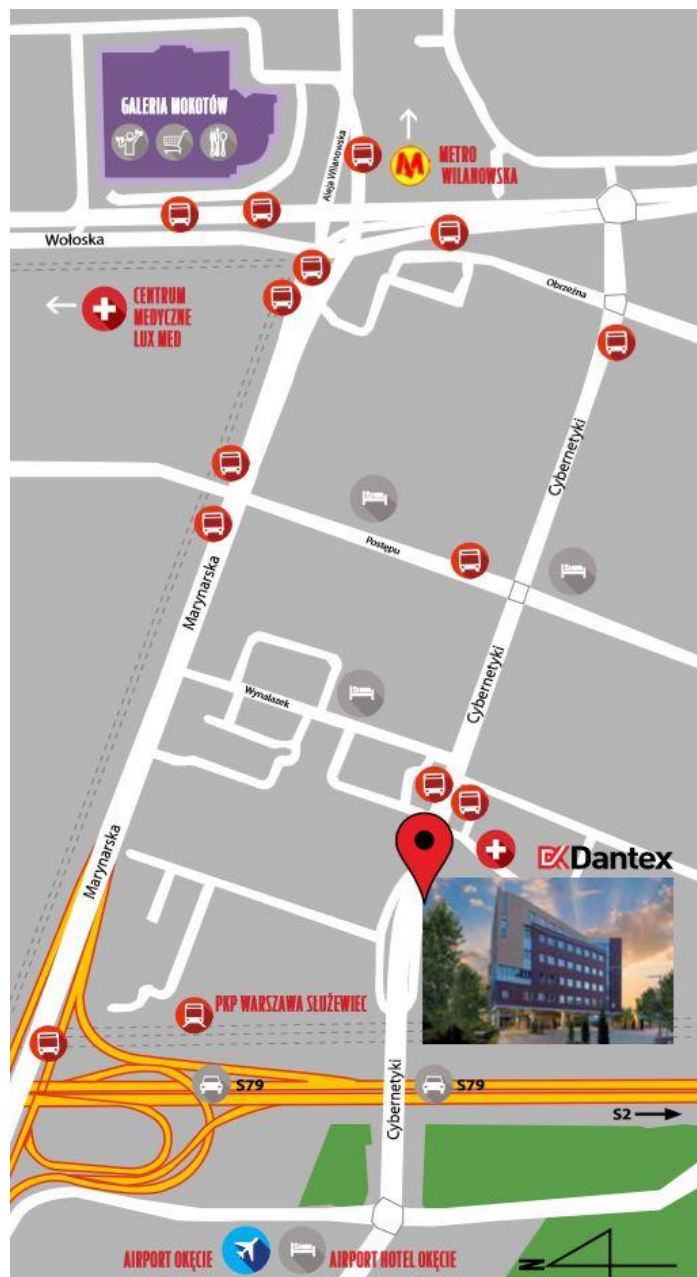 GALERIA MOKOTÓW
Aleja Wilanowska
METRO
WILANOWSKA
Wołoska
CENTRUM
MEDYCZNE
LUX MED
Obrzeżna
Cybernetyki
Postępu
Marynarska
Cybernetyki
Wynalazek
Marynarska
DK Dantex
PKP WARSZAWA SŁUŻEWIEC
S79
S79
S2
Cybernetyki
AIRPORT OKĘCIE
AIRPORT HOTEL OKĘCIE
N